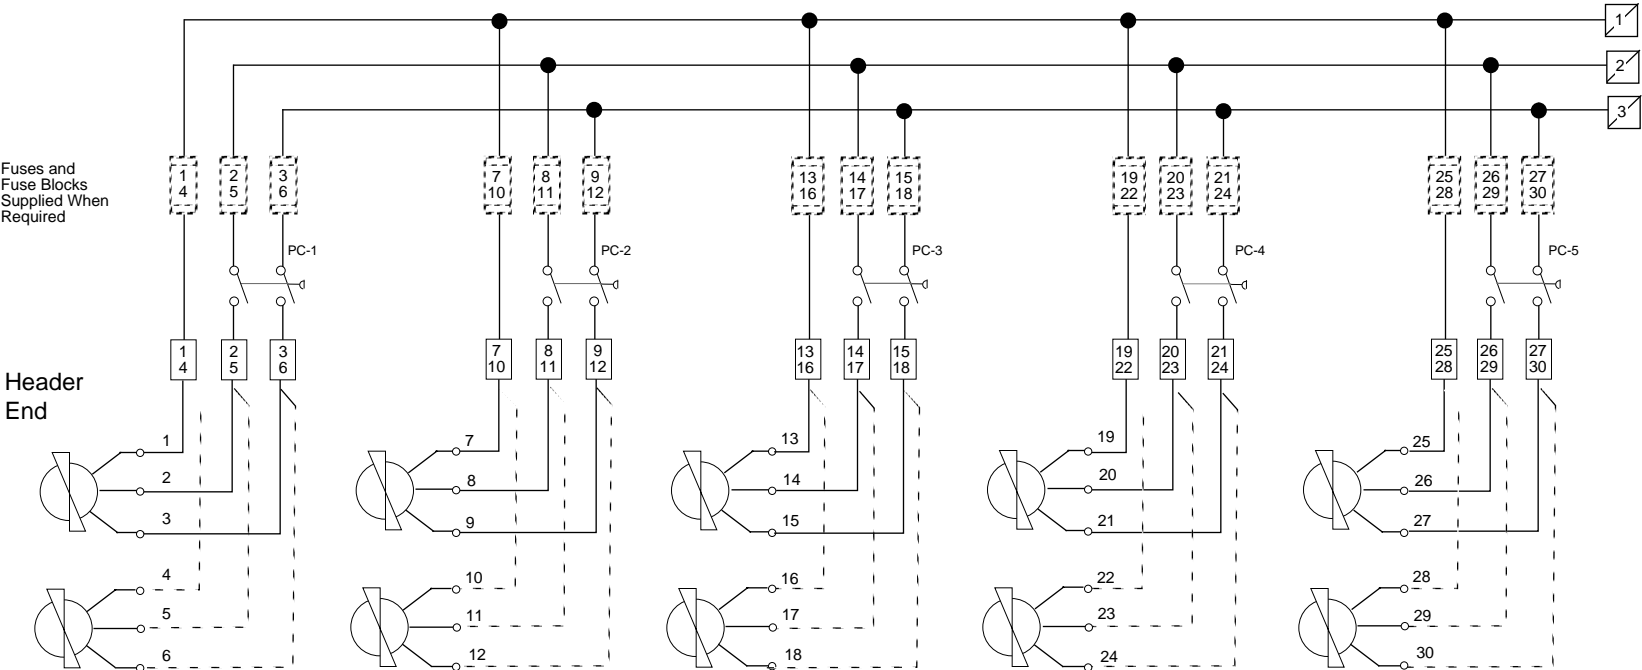 1
2
3
Fuses and
Fuse Blocks
Supplied When
Required
1 2 3 7 8 9 13 14 15 19 20 21 25 26 27
4 5 6 10 11 12 16 17 18 22 23 24 28 29 30
PC-1 PC-2 PC-3 PC-4 PC-5
1 2 3 7 8 9 13 14 15 19 20 21 25 26 27
4 5 6 10 11 12 16 17 18 22 23 24 28 29 30
Header
End
1 7 13 19 25
2 8 14 20 26
3 9 15 21 27
4 10 16 22 28
5 11 17 23 29
6 12 18 24 30